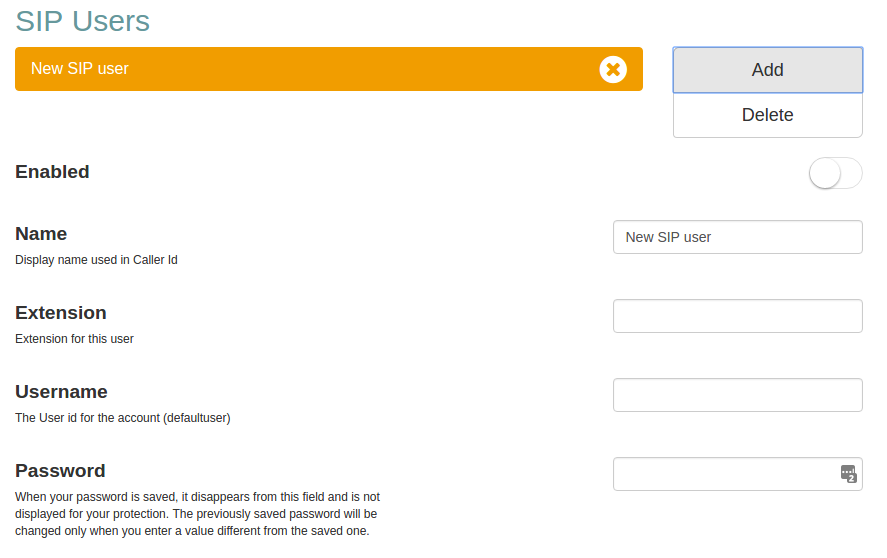 SIP Users
New SIP user
Add
Delete
Enabled
Name
New SIP user
Display name used in Caller Id
Extension
Extension for this user
Username
The User id for the account (defaultuser)
Password
2
When your password is saved, it disappears from this field and is not
displayed for your protection. The previously saved password will be
changed only when you enter a value different from the saved one.